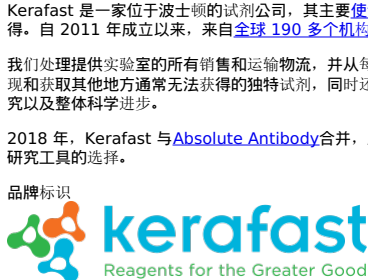 Kerafast 是一家位于波士顿的试剂公司，其主要使
得。自 2011 年成立以来，来自全球 190 多个机构
我们处理提供实验室的所有销售和运输物流，并从每
现和获取其他地方通常无法获得的独特试剂，同时还
究以及整体科学进步。
2018 年，Kerafast 与Absolute Antibody合并，
研究工具的选择。
品牌标识
kerafast
Reagents for the Greater Good